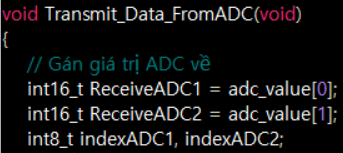 void Transmit_Data_FromADC(void)
{
// Gán giá trị ADC về
int16_t ReceiveADC1 = adc_value[0];
int16_t ReceiveADC2 = adc_value[1];
int8_t indexADC1, indexADC2;